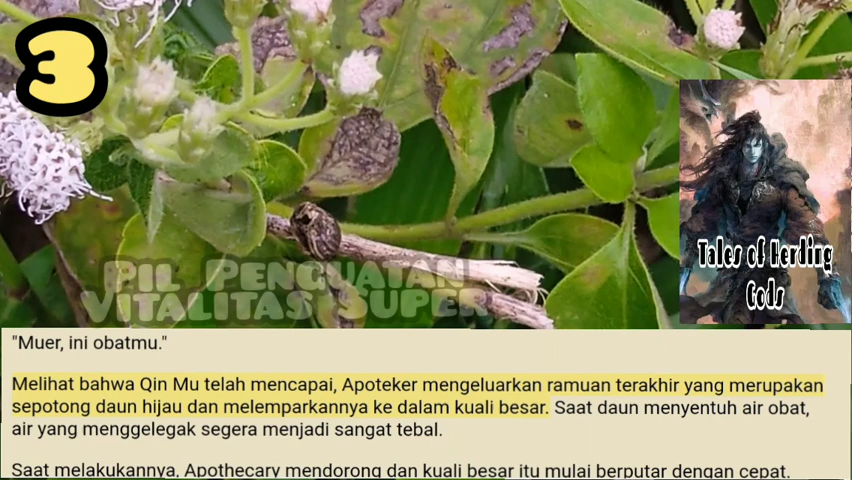 3
PIL PENGUATAN
VITALITAS SUPER
Tales of Herding
Gods
"Muer, ini obatmu."
Melihat bahwa Qin Mu telah mencapai, Apoteker mengeluarkan ramuan terakhir yang merupakan
sepotong daun hijau dan melemparkannya ke dalam kuali besar. Saat daun menyentuh air obat,
air yang menggelegak segera menjadi sangat tebal.
Saat melakukannya, Apothecary mendorong dan kuali besar itu mulai berputar dengan cepat.